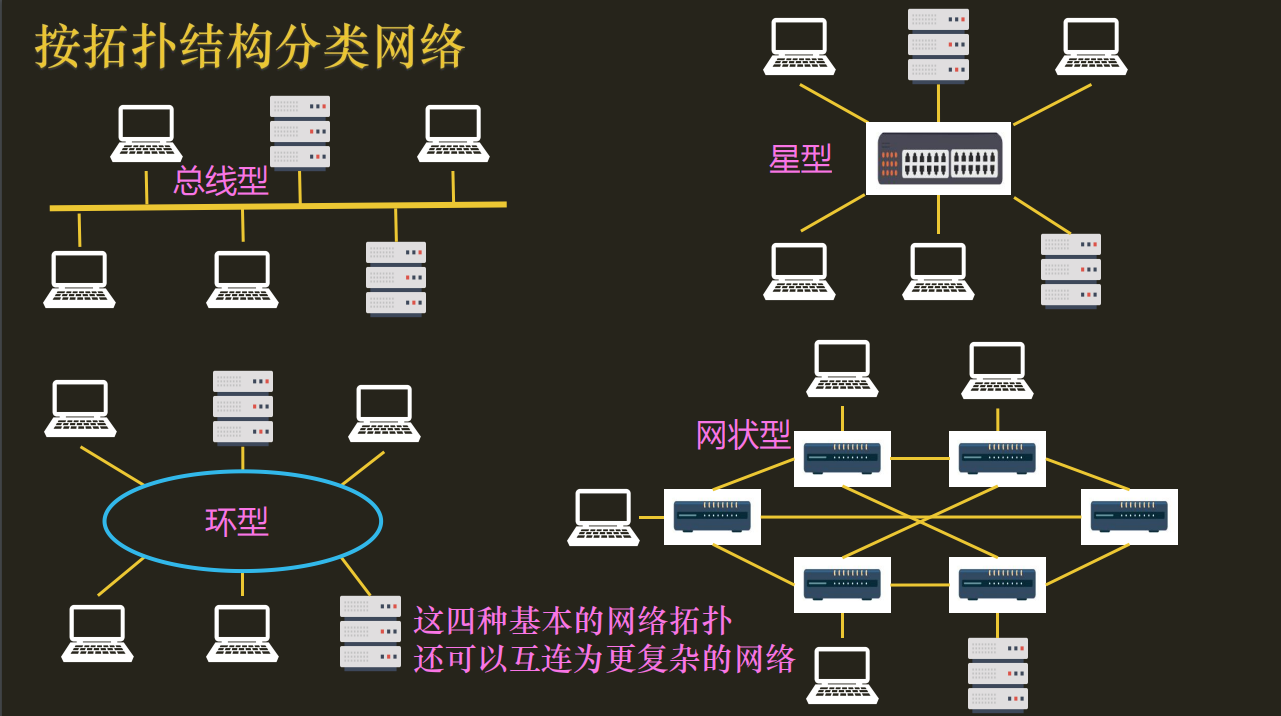 按拓扑结构分类网络
总线型
星型
环型
网状型
这四种基本的网络拓扑
还可以互连为更复杂的网络